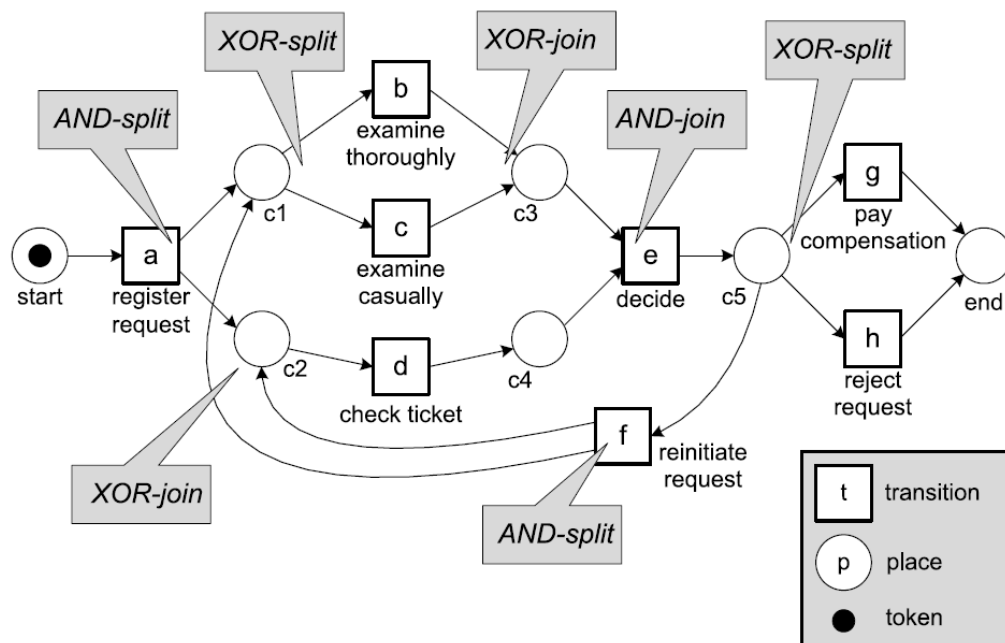 XOR-split
XOR-join
XOR-split
AND-split
b
AND-join
examine
thoroughly
g
c1
c3
pay
compensation
a
c
e
start
register
request
examine
casually
decide
c5
end
c2
d
c4
h
check ticket
reject
request
f
reinitiate
request
XOR-join
AND-split
t
transition
p
place
token